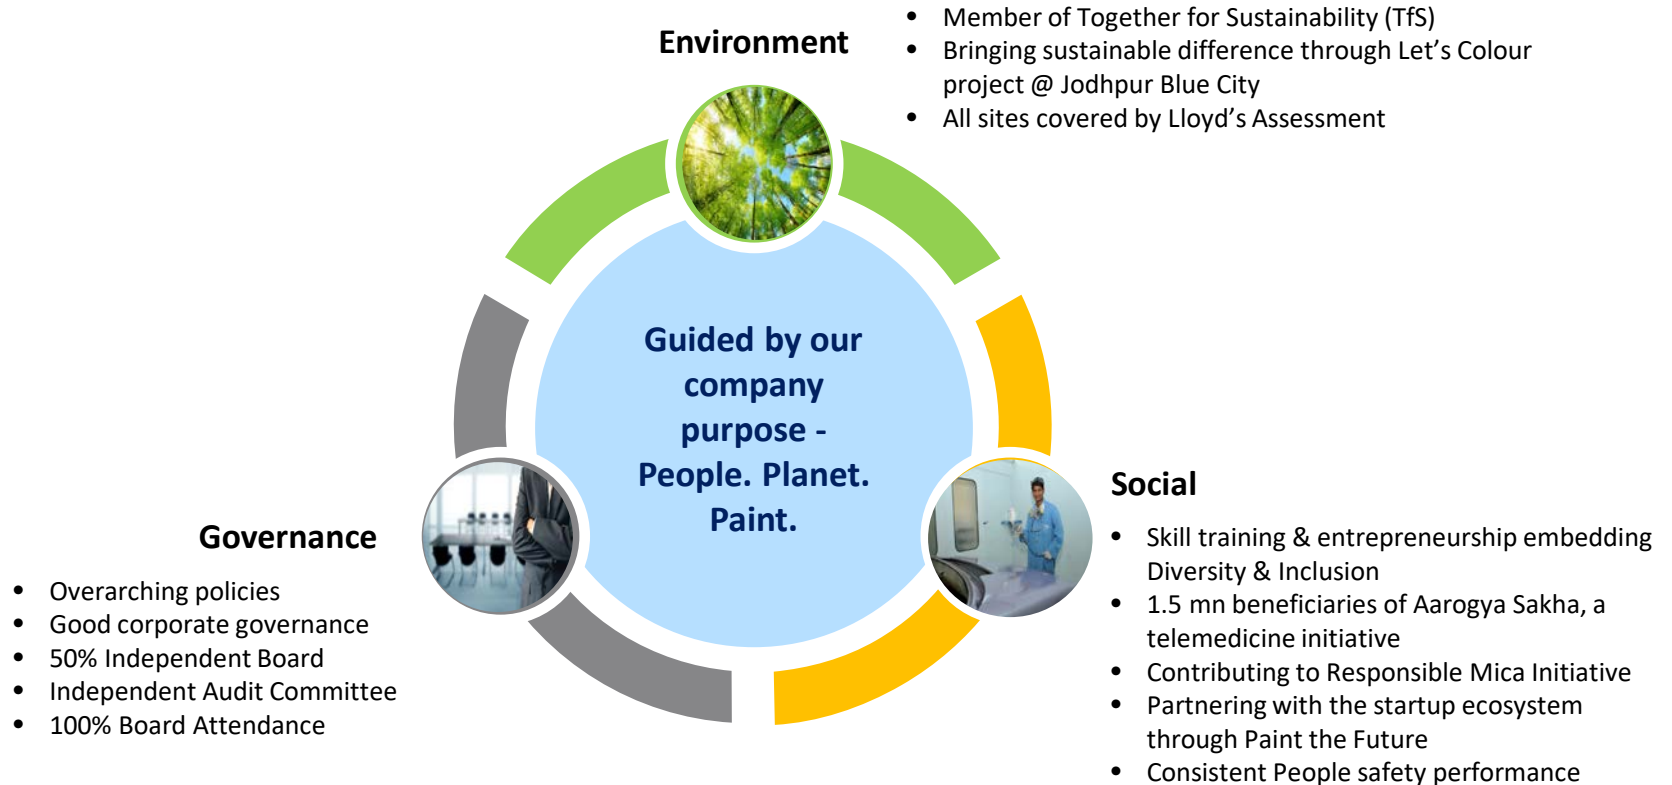 Environment
• Member of Together for Sustainability (TfS)
• Bringing sustainable difference through Let’s Colour
project @ Jodhpur Blue City
• All sites covered by Lloyd’s Assessment
Guided by our
company
purpose -
People. Planet.
Paint.
Social
• Skill training & entrepreneurship embedding
Diversity & Inclusion
• 1.5 mn beneficiaries of Aarogya Sakha, a
telemedicine initiative
• Contributing to Responsible Mica Initiative
• Partnering with the startup ecosystem
through Paint the Future
• Consistent People safety performance
Governance
• Overarching policies
• Good corporate governance
• 50% Independent Board
• Independent Audit Committee
• 100% Board Attendance